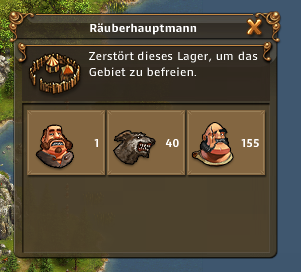 Räuberhauptmann
Zerstört dieses Lager, um das
Gebiet zu befreien.
1 40 155